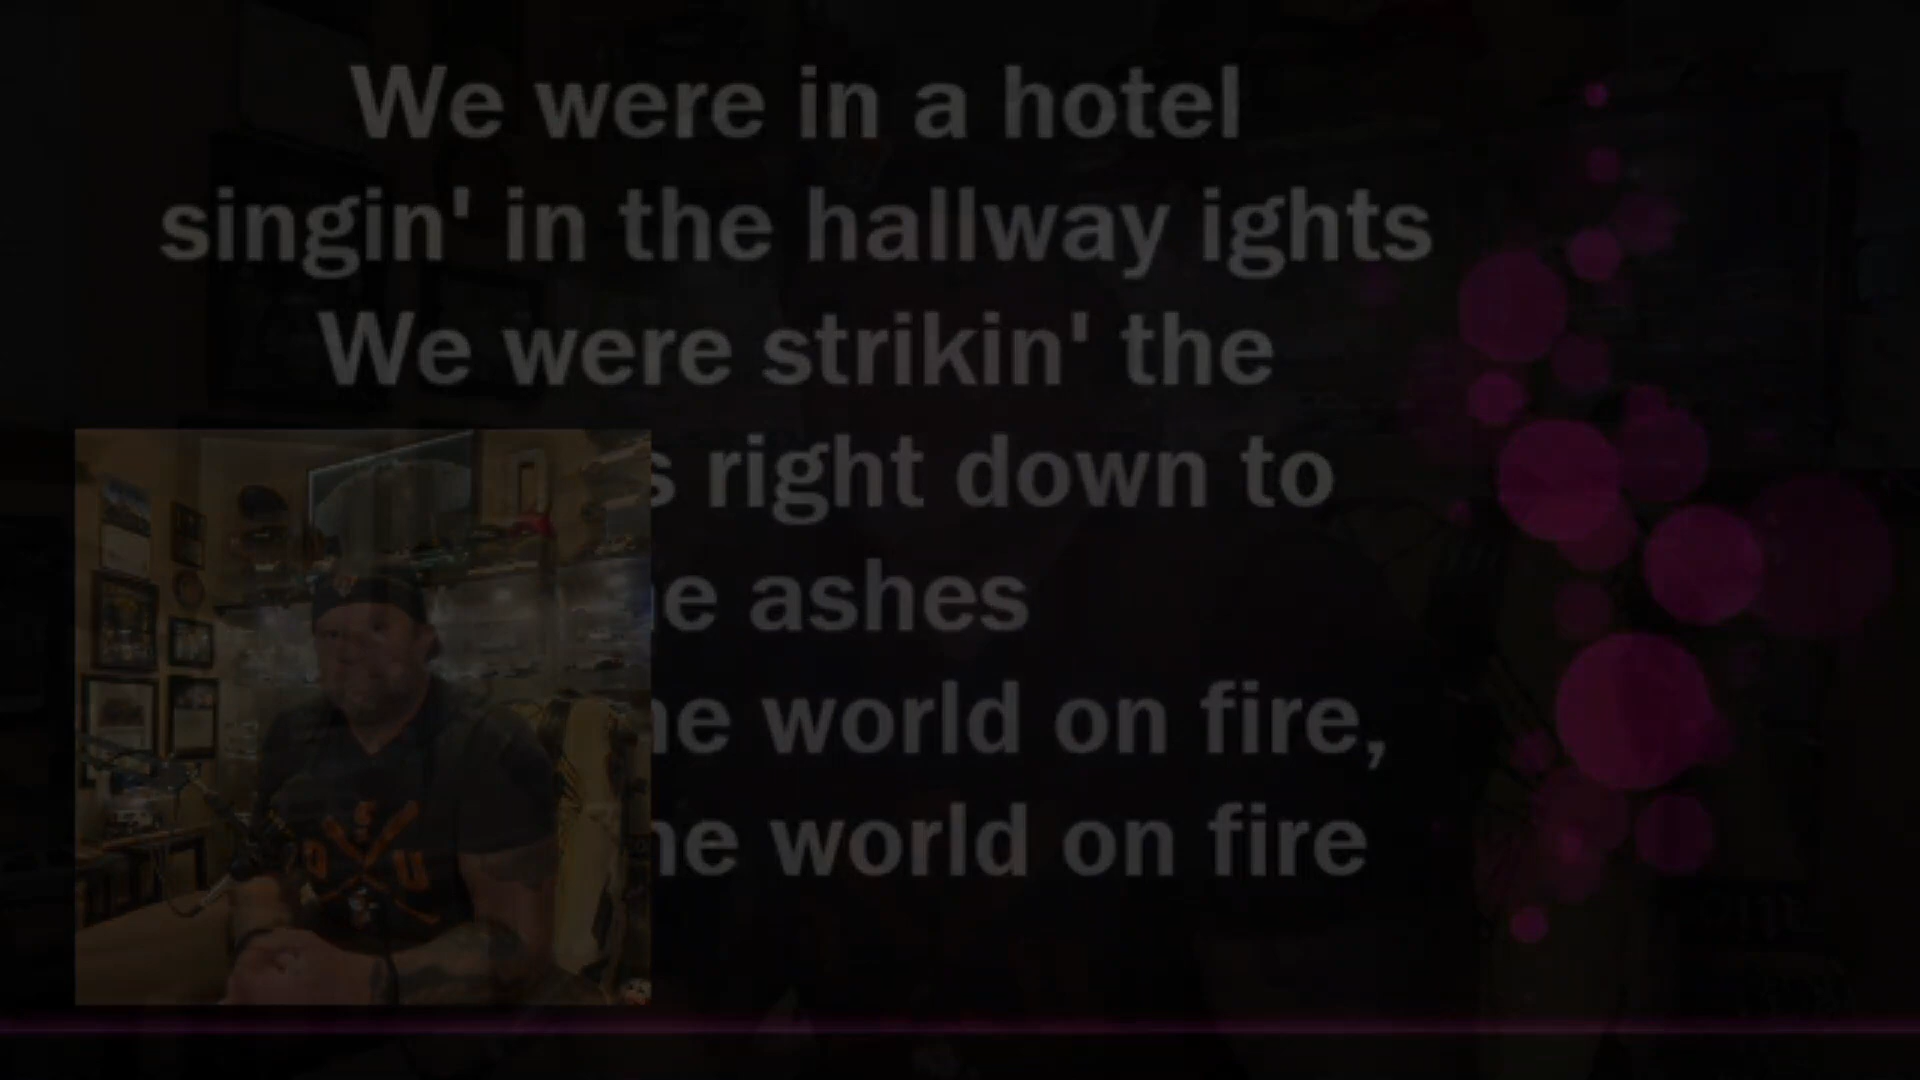 We were in a hotel
singin' in the hallway ights
We were strikin' the
s right down to
e ashes
e world on fire,
e world on fire
O U